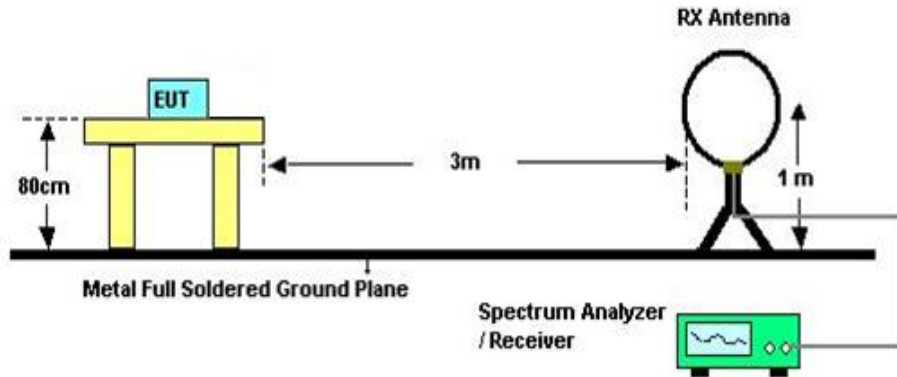 RX Antenna
EUT
80cm
3m
1 m
Metal Full Soldered Ground Plane
Spectrum Analyzer
/ Receiver